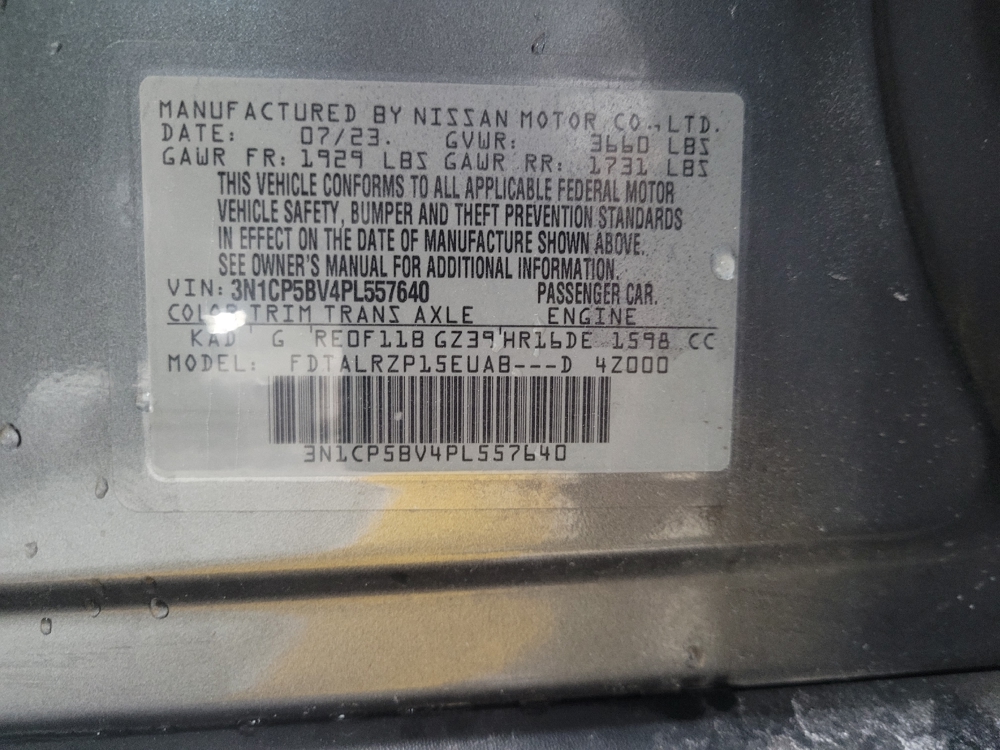 MANUFACTURED BY NISSAN MOTOR CO., LTD.
DATE: 07/23. GVWR: 3660 LBS
GAWR FR: 1929 LBS GAWR RR: 1731 LBS
THIS VEHICLE CONFORMS TO ALL APPLICABLE FEDERAL MOTOR
VEHICLE SAFETY, BUMPER AND THEFT PREVENTION STANDARDS
IN EFFECT ON THE DATE OF MANUFACTURE SHOWN ABOVE.
SEE OWNER'S MANUAL FOR ADDITIONAL INFORMATION.
VIN: 3N1CP5BV4PL557640 PASSENGER CAR.
COLOR TRIM TRANS AXLE ENGINE
KAD G RE0F11B GZ39 HR16DE 1598 CC
MODEL: FDTALRZP15EUAB---D 4Z000
3N1CP5BV4PL557640